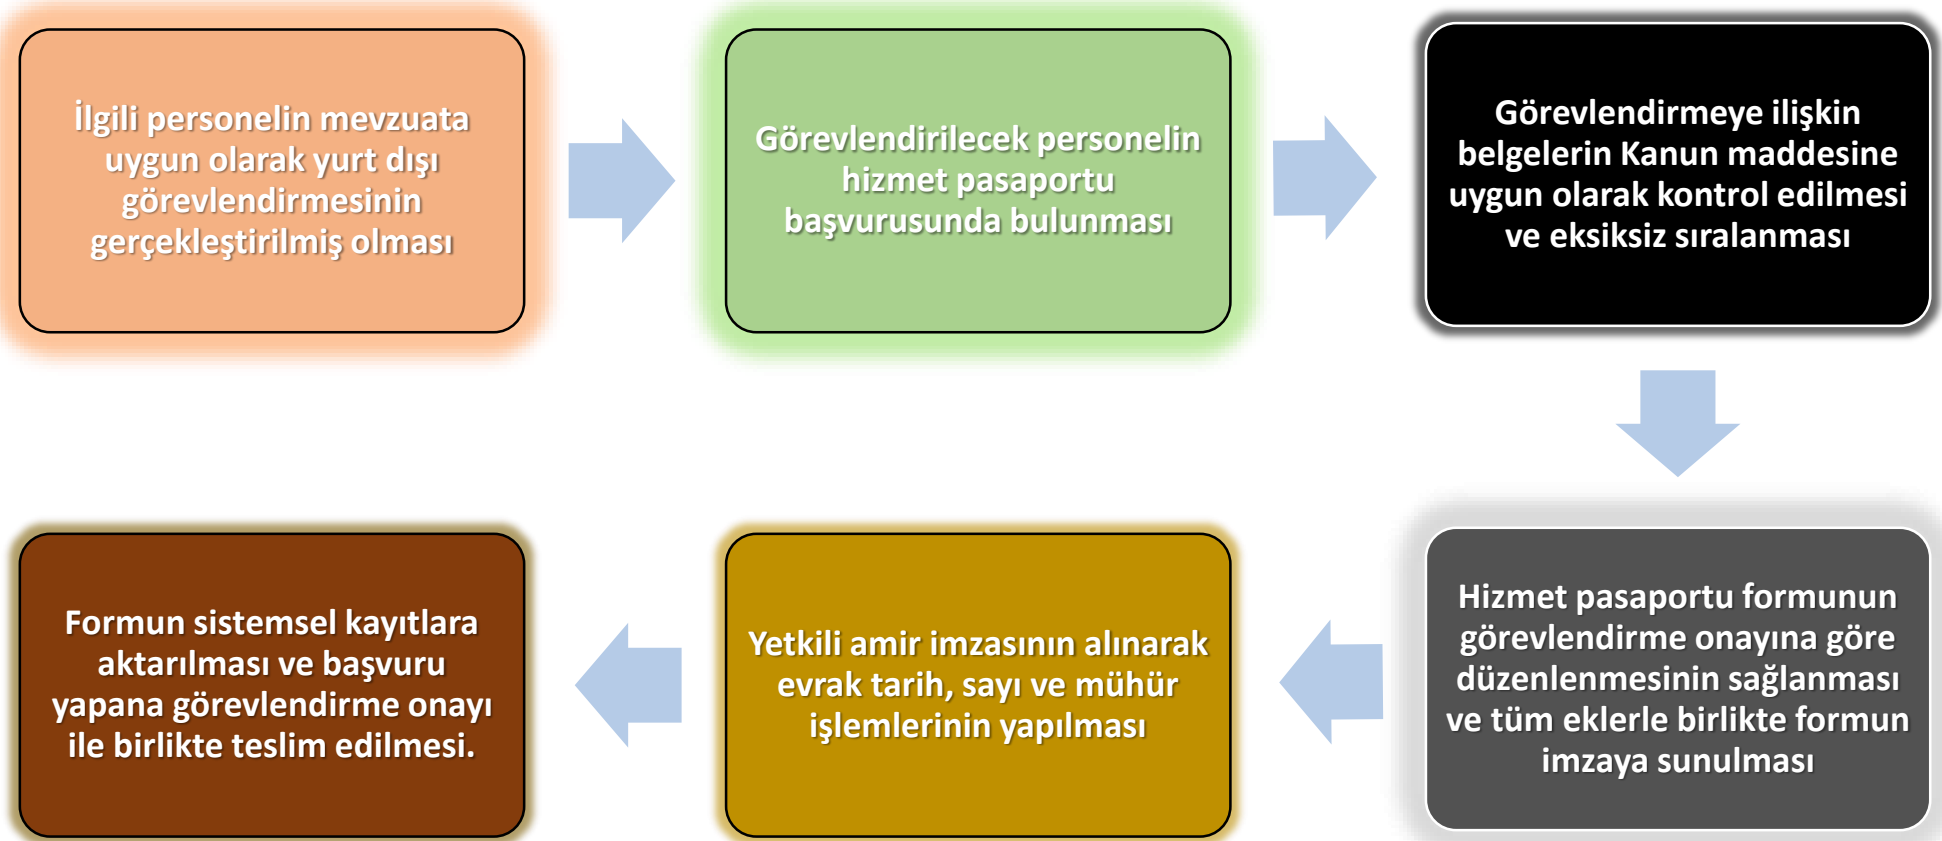 İlgili personelin mevzuata
uygun olarak yurt dışı
görevlendirmesinin
gerçekleştirilmiş olması
Görevlendirilecek personelin
hizmet pasaportu
başvurusunda bulunması
Görevlendirmeye ilişkin
belgelerin Kanun maddesine
uygun olarak kontrol edilmesi
ve eksiksiz sıralanması
Hizmet pasaportu formunun
görevlendirme onayına göre
düzenlenmesinin sağlanması
ve tüm eklerle birlikte formun
imzaya sunulması
Yetkili amir imzasının alınarak
evrak tarih, sayı ve mühür
işlemlerinin yapılması
Formun sistemsel kayıtlara
aktarılması ve başvuru
yapana görevlendirme onayı
ile birlikte teslim edilmesi.